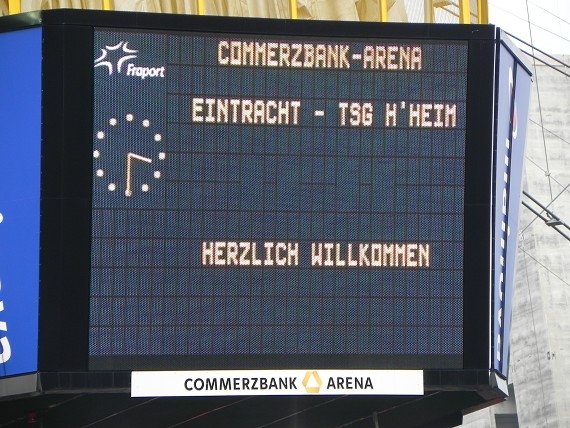 COMMERZBANK-ARENA
Fraport
EINTRACHT - TSG H'HEIM
HERZLICH WILLKOMMEN
COMMERZBANK ARENA